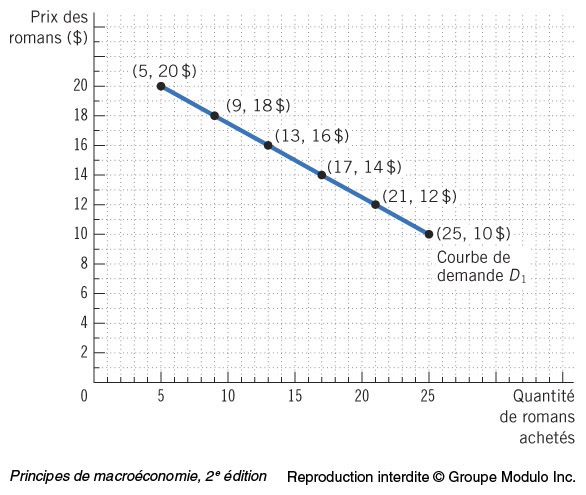 Prix des
romans ($)
20
18
16
14
12
10
8
6
4
2
0
(5, 20 $)
(9, 18 $)
(13, 16 $)
(17, 14 $)
(21, 12 $)
(25, 10 $)
Courbe de
demande D₁
5 10 15 20 25
Quantité
de romans
achetés
Principes de macroéconomie, 2ᵉ édition Reproduction interdite © Groupe Modulo Inc.